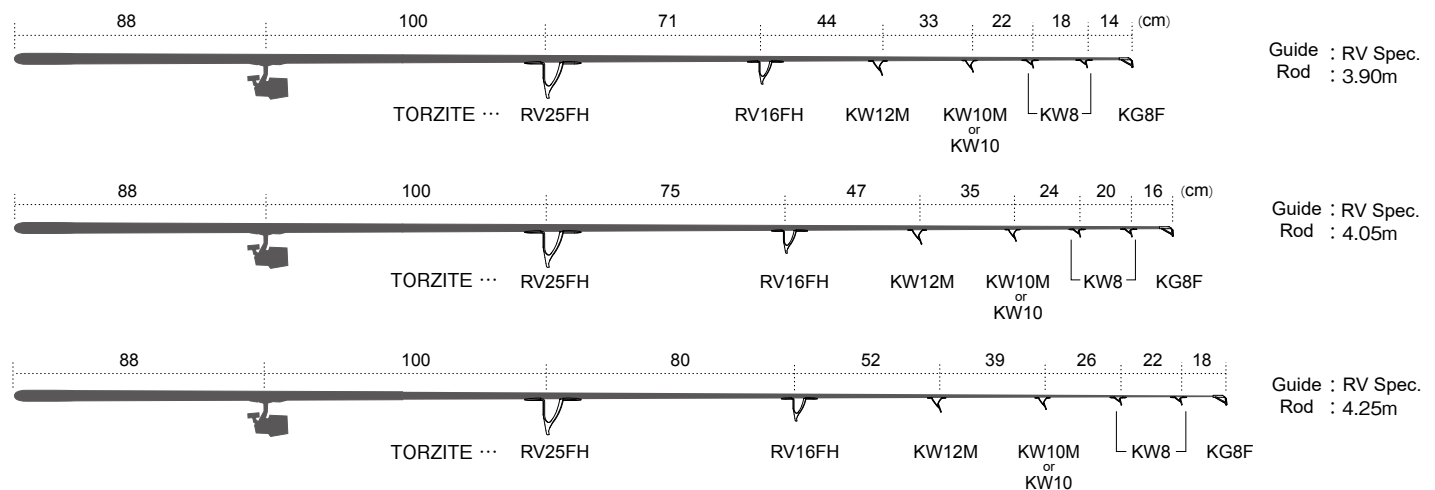 88 100 71 44 33 22 18 14 (cm)
Guide : RV Spec.
Rod : 3.90m
TORZITE ··· RV25FH RV16FH KW12M KW10M KW8 KG8F
or
KW10
88 100 75 47 35 24 20 16 (cm)
Guide : RV Spec.
Rod : 4.05m
TORZITE ··· RV25FH RV16FH KW12M KW10M KW8 KG8F
or
KW10
88 100 80 52 39 26 22 18
Guide : RV Spec.
Rod : 4.25m
TORZITE ··· RV25FH RV16FH KW12M KW10M KW8 KG8F
or
KW10